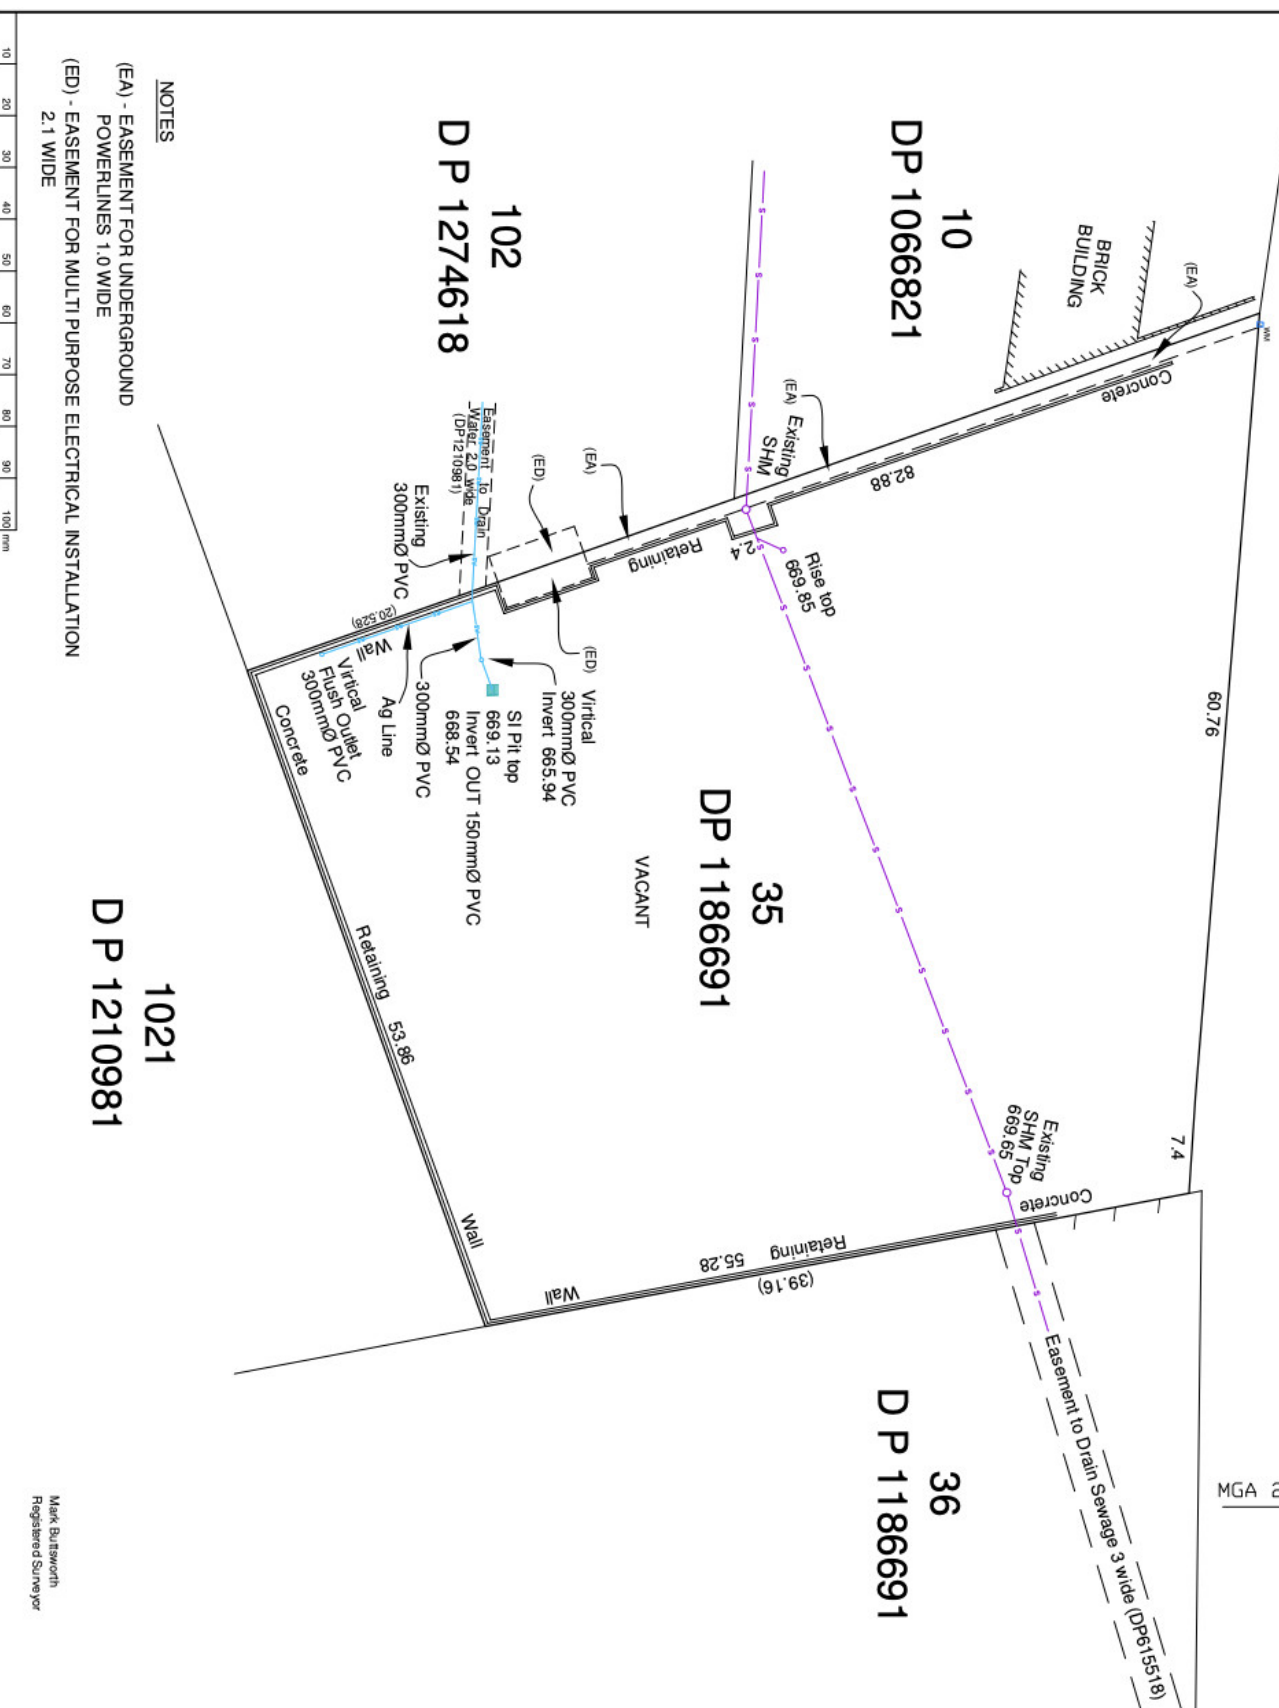 WM
10
DP 1066821
BRICK
BUILDING
(EA)
Concrete
82.88
(EA)
Existing
SHM
2.4
Rise top
669.85
Retaining
(EA)
(ED)
102
D P 1274618
Easement to Drain
Water 2.0 wide
(DP1210981)
Existing
300mmØ PVC
(20.528)
Wall
Virtical
Flush Outlet
300mmØ PVC
Ag Line
300mmØ PVC
(ED)
Virtical
300mmØ PVC
Invert 665.94
SI Pit top
669.13
Invert OUT 150mmØ PVC
668.54
60.76
7.4
35
DP 1186691
VACANT
Existing
SHM Top
669.65
Concrete
Retaining
55.28
(39.16)
Wall
Concrete
Retaining
53.86
Wall
1021
D P 1210981
36
D P 1186691
Easement to Drain Sewage 3 wide (DP615518)
S S S S S S S S S S S S S S S S S
MGA 2
NOTES
(EA) - EASEMENT FOR UNDERGROUND
POWERLINES 1.0 WIDE
(ED) - EASEMENT FOR MULTI PURPOSE ELECTRICAL INSTALLATION
2.1 WIDE
10 20 30 40 50 60 70 80 90 100 mm
Mark Buttsworth
Registered Surveyor